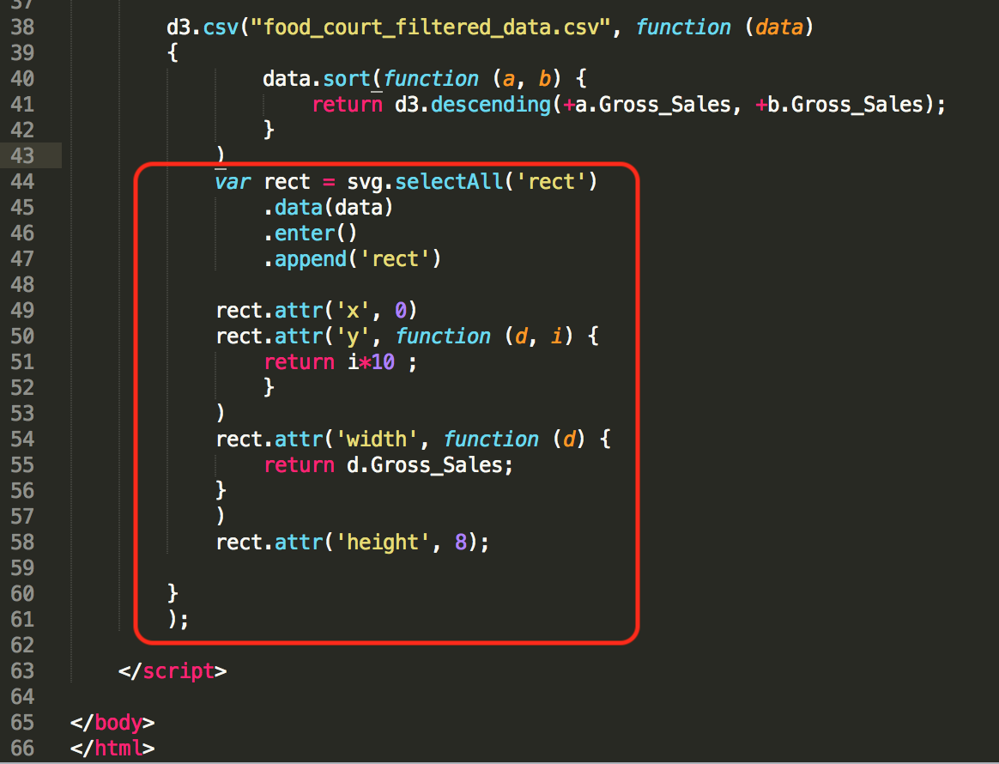 37
38 d3.csv("food_court_filtered_data.csv", function (data)
39 {
40 data.sort(function (a, b) {
41 return d3.descending(+a.Gross_Sales, +b.Gross_Sales);
42 }
43 )
44 var rect = svg.selectAll('rect')
45 .data(data)
46 .enter()
47 .append('rect')
48
49 rect.attr('x', 0)
50 rect.attr('y', function (d, i) {
51 return i*10 ;
52 }
53 )
54 rect.attr('width', function (d) {
55 return d.Gross_Sales;
56 }
57 )
58 rect.attr('height', 8);
59
60 }
61 );
62
63 </script>
64
65 </body>
66 </html>